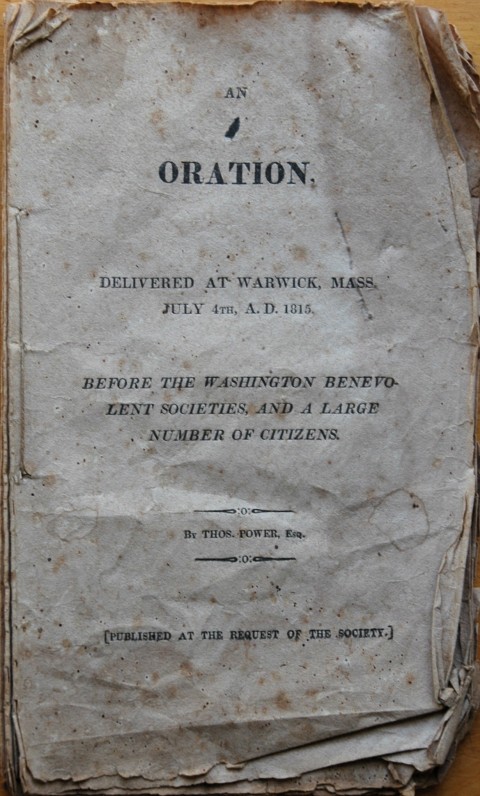 AN
ORATION,
DELIVERED AT WARWICK, MASS.
JULY 4TH, A. D. 1815.
BEFORE THE WASHINGTON BENEVO-
LENT SOCIETIES, AND A LARGE
NUMBER OF CITIZENS.
:o:
By THOS. POWER, Esq.
:o:
[PUBLISHED AT THE REQUEST OF THE SOCIETY.]